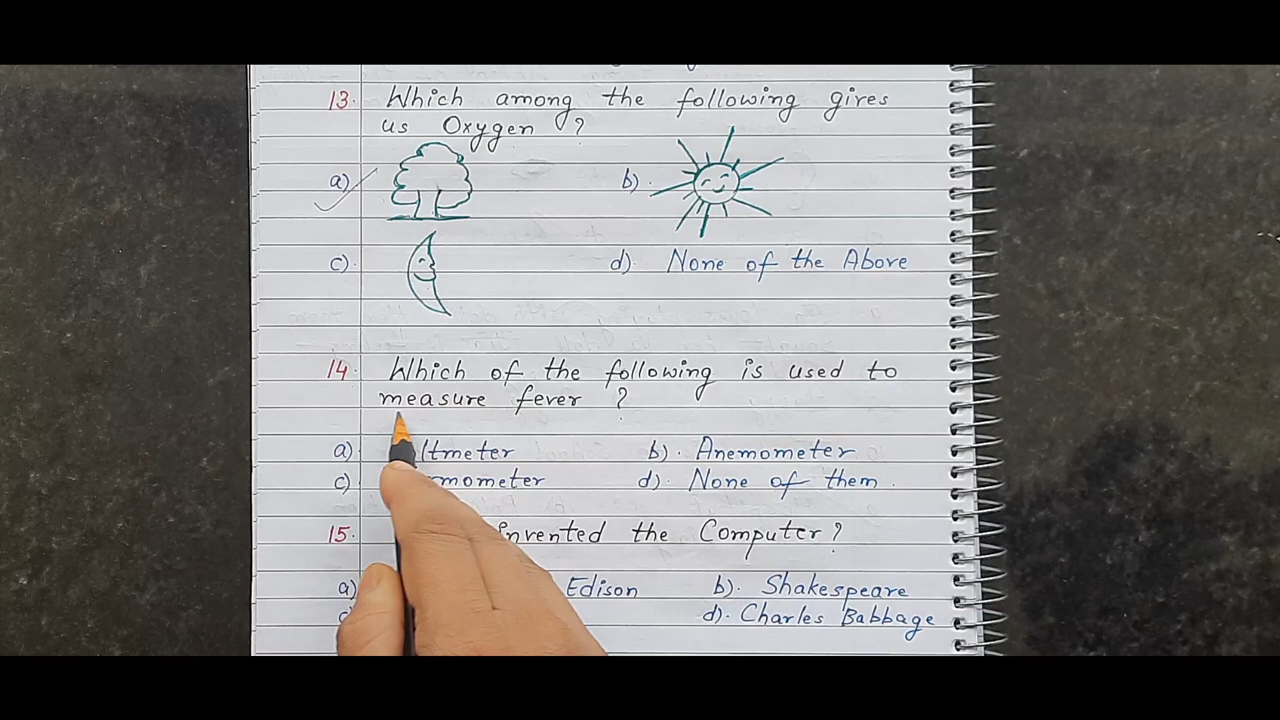 13. Which among the following gives
us Oxygen ?
a)
b).
c).
d). None of the Above
14. Which of the following is used to
measure fever ?
a). ltmeter b). Anemometer
c) mometer d). None of them.
15. invented the Computer?
a) Edison b). Shakespeare
d). Charles Babbage